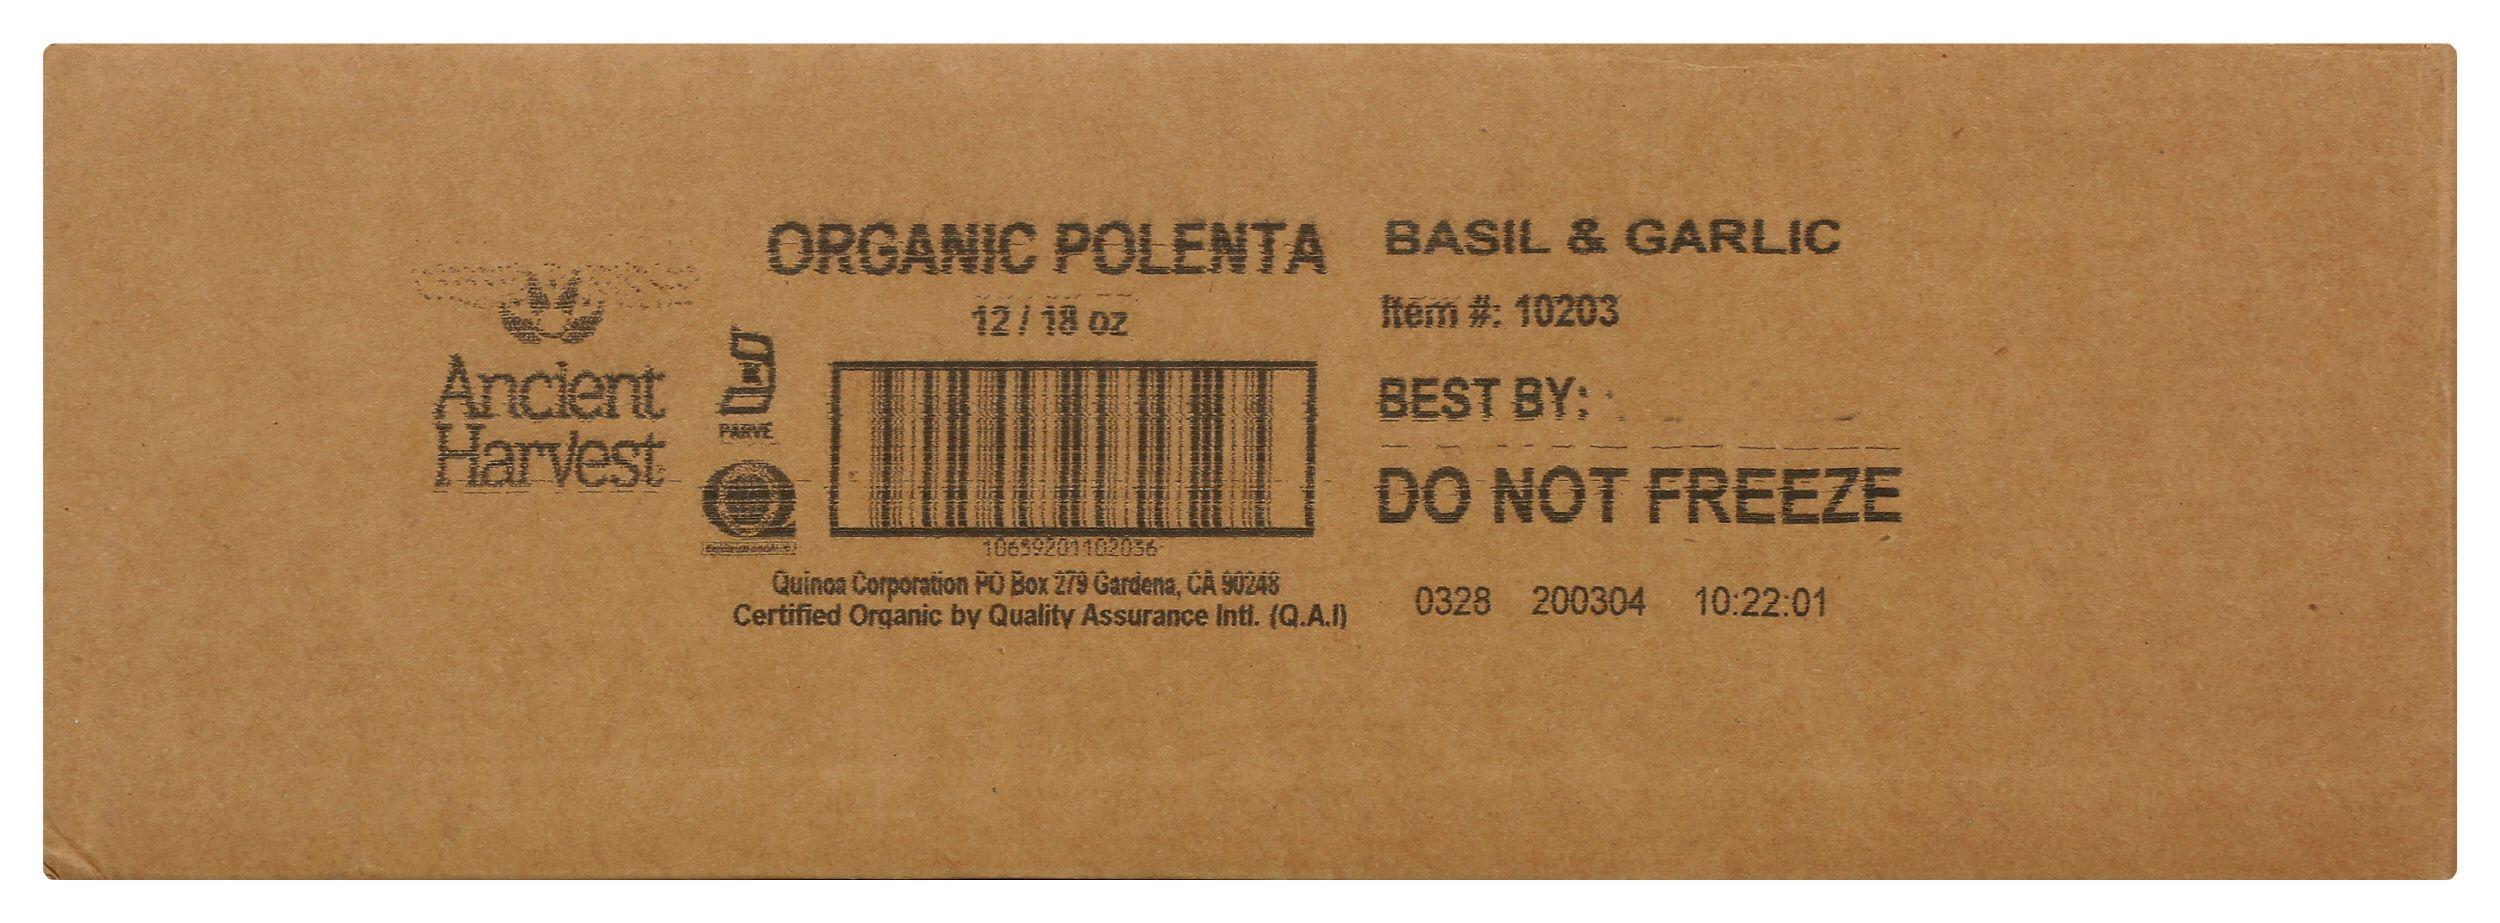 Ancient
Harvest
PARVE
ORGANIC POLENTA
12 / 18 oz
10659201102036
Quinoa Corporation PO Box 279 Gardena, CA 90248
Certified Organic by Quality Assurance Intl. (Q.A.I)
BASIL & GARLIC
Item #: 10203
BEST BY:
DO NOT FREEZE
0328 200304 10:22:01